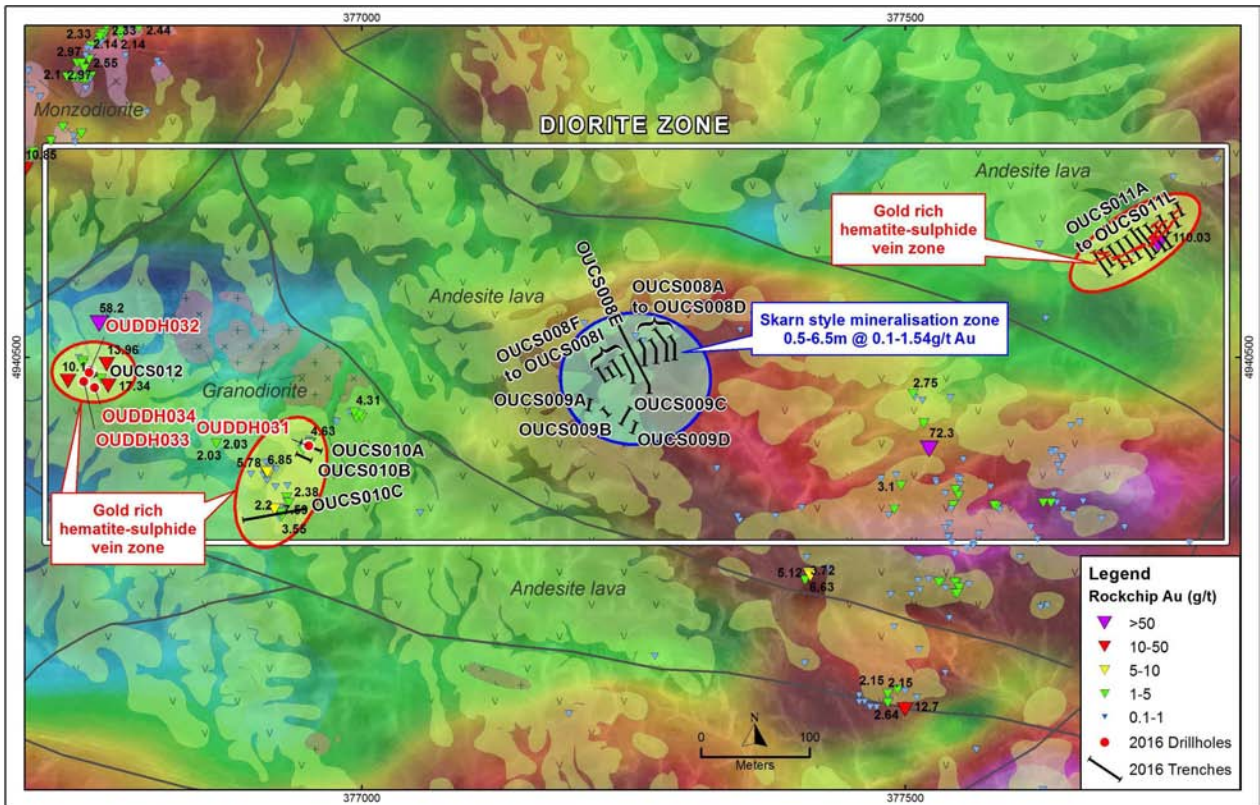 377000
377500
2.33
2.33
2.44
2.14
2.14
2.97
2.55
2.1
2.97
Monzodiorite
10.85
DIORITE ZONE
Andesite lava
OUCS011A
to OUCS011L
110.03
Gold rich
hematite-sulphide
vein zone
Andesite lava
OUCS008E
OUCS008A
to OUCS008D
OUCS008F
to OUCS008I
Skarn style mineralisation zone
0.5-6.5m @ 0.1-1.54g/t Au
58.2
OUDDH032
13.96
10.1
OUCS012
17.34
4940500
4940500
Granodiorite
OUDDH034
OUDDH033
OUDDH031
4.31
4.63
2.03
2.03
5.78
6.85
OUCS010A
OUCS010B
2.38
OUCS010C
2.2
7.53
3.55
OUCS009A
OUCS009B
OUCS009C
OUCS009D
2.75
72.3
3.1
Gold rich
hematite-sulphide
vein zone
Andesite lava
5.12
3.72
6.63
2.15
2.15
2.64
12.7
N
0
100
Meters
Legend
Rockchip Au (g/t)
>50
10-50
5-10
1-5
0.1-1
2016 Drillholes
2016 Trenches
377000
377500